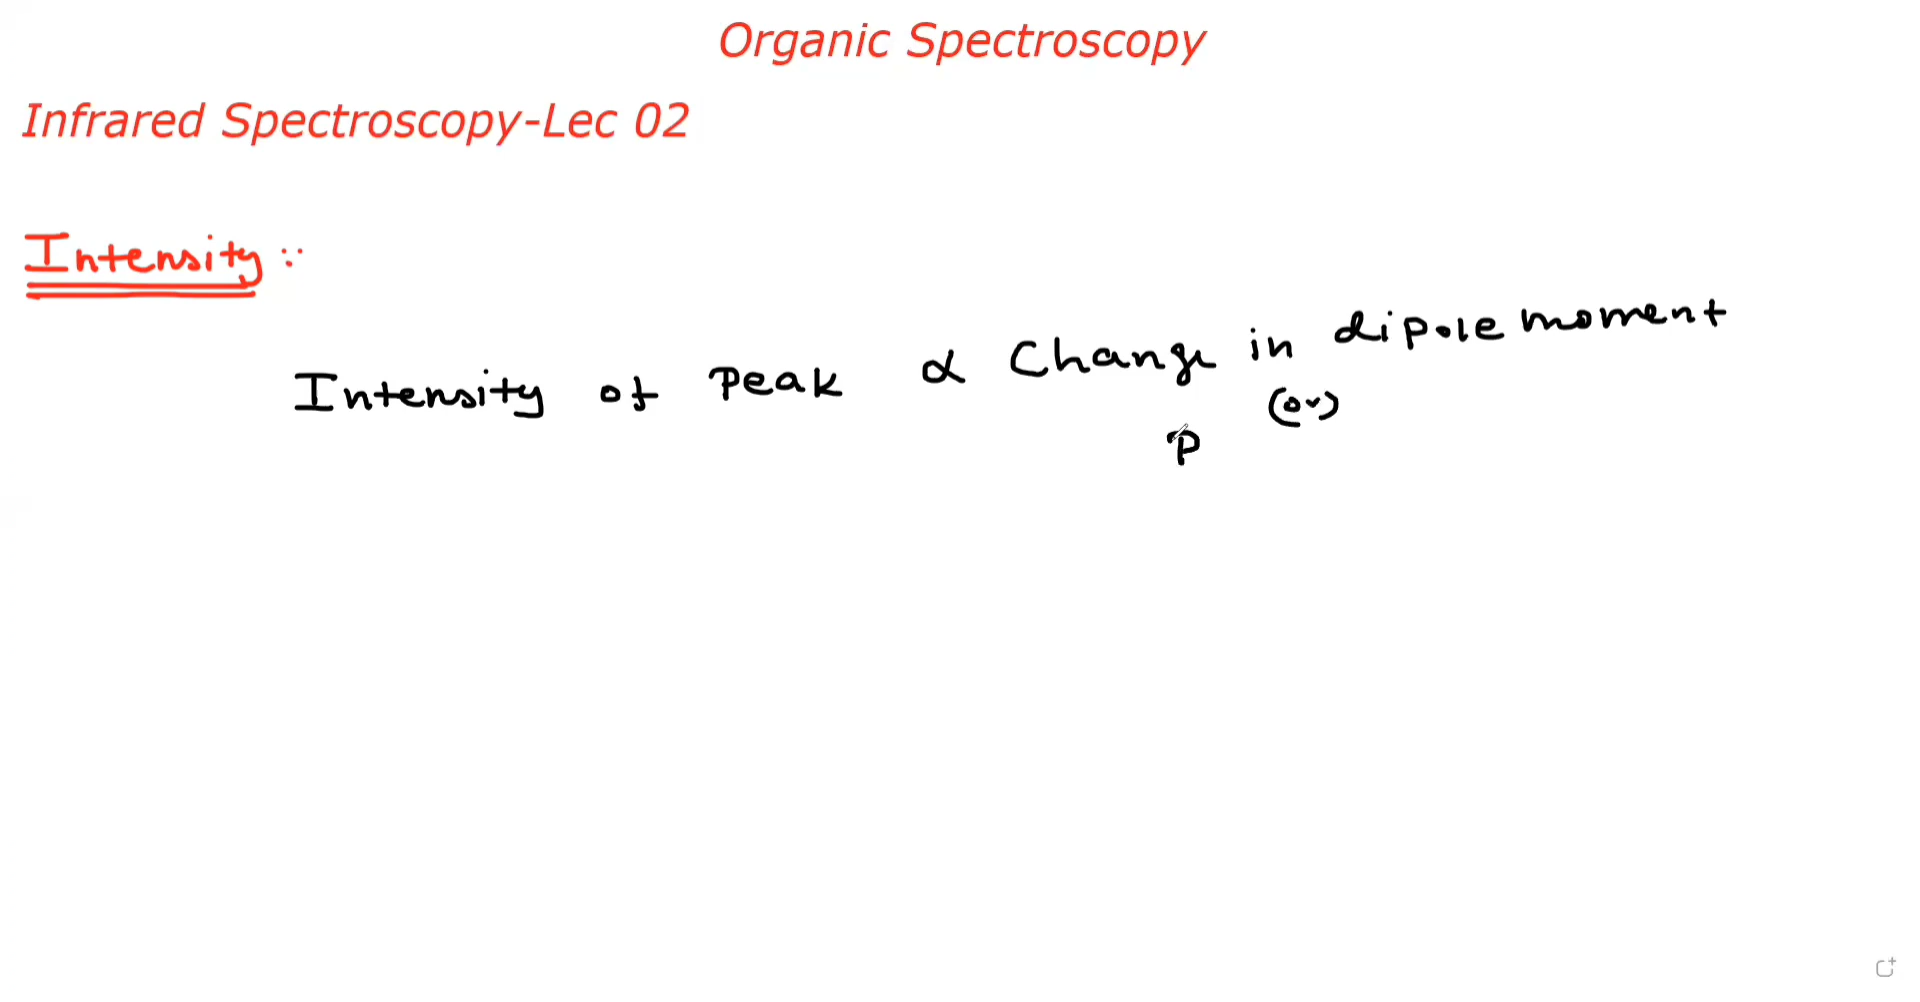 Organic Spectroscopy
Infrared Spectroscopy-Lec 02
Intensity :
Intensity of Peak ∝ Change in dipole moment
(or)
P